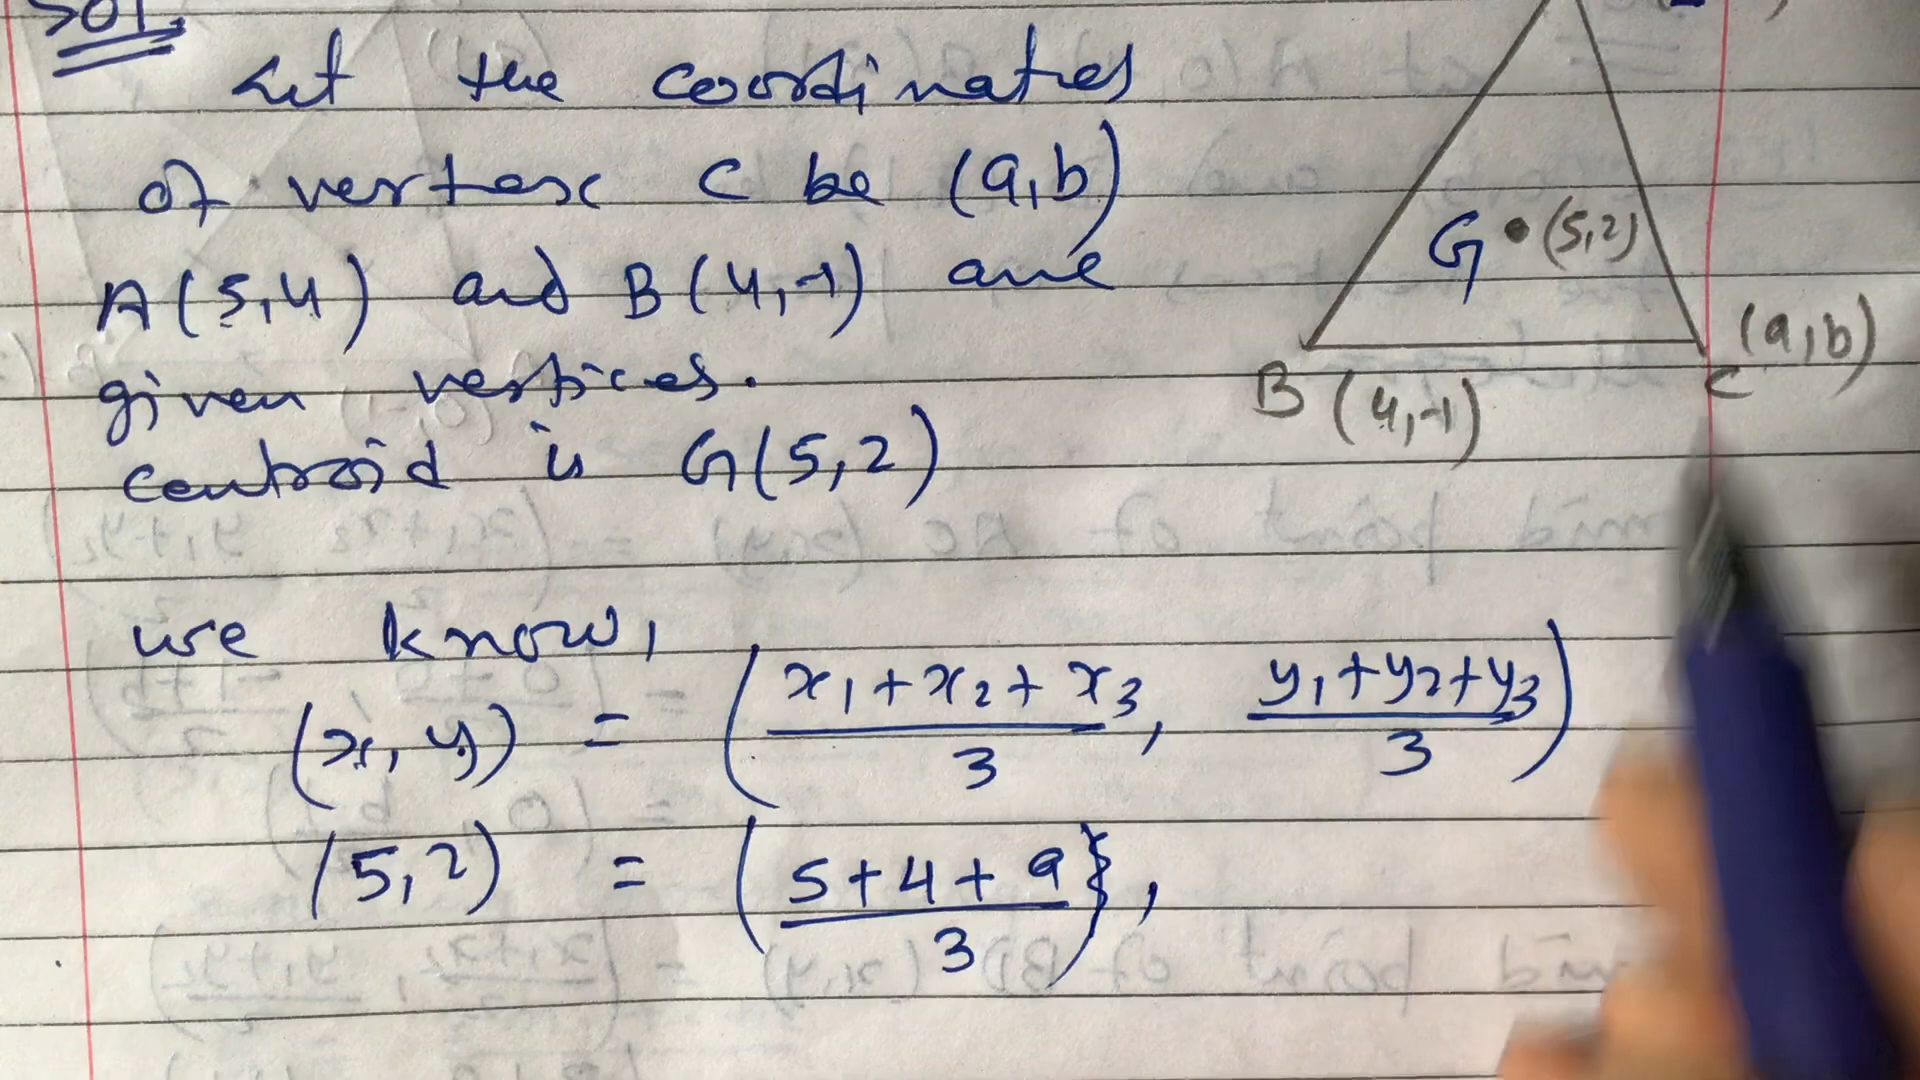 Sol.
Let the coordinates
of vertex C be (a,b)
A(5,4) and B(4,-1) are
given vertices.
centroid is G(5,2)
G • (5,2)
(a,b)
B (4,-1)
C
we know,
(x,y) = (x₁+x₂+x₃/3, y₁+y₂+y₃/3)
(5,2) = (5+4+a/3},